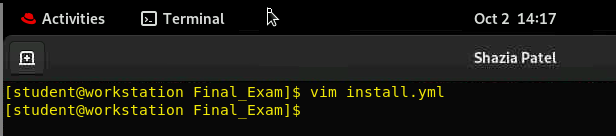 Activities Terminal Oct 2 14:17
Shazia Patel
[student@workstation Final_Exam]$ vim install.yml
[student@workstation Final_Exam]$